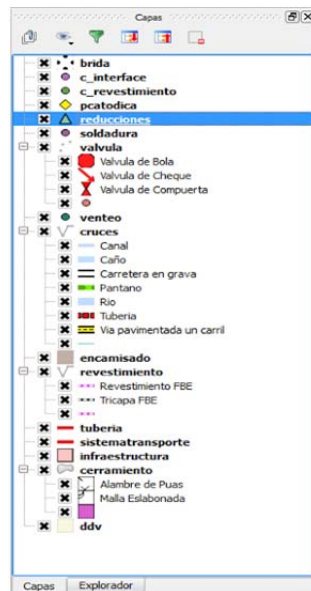 Capas
brida
c_interface
c_revestimiento
pcatodica
reducciones
soldadura
valvula
Valvula de Bola
Valvula de Cheque
Valvula de Compuerta
venteo
cruces
Canal
Caño
Carretera en grava
Pantano
Rio
Tuberia
Via pavimentada un carril
encamisado
revestimiento
Revestimiento FBE
Tricapa FBE
tuberia
sistematransporte
infraestructura
cerramiento
Alambre de Puas
Malla Eslabonada
ddv
Capas
Explorador